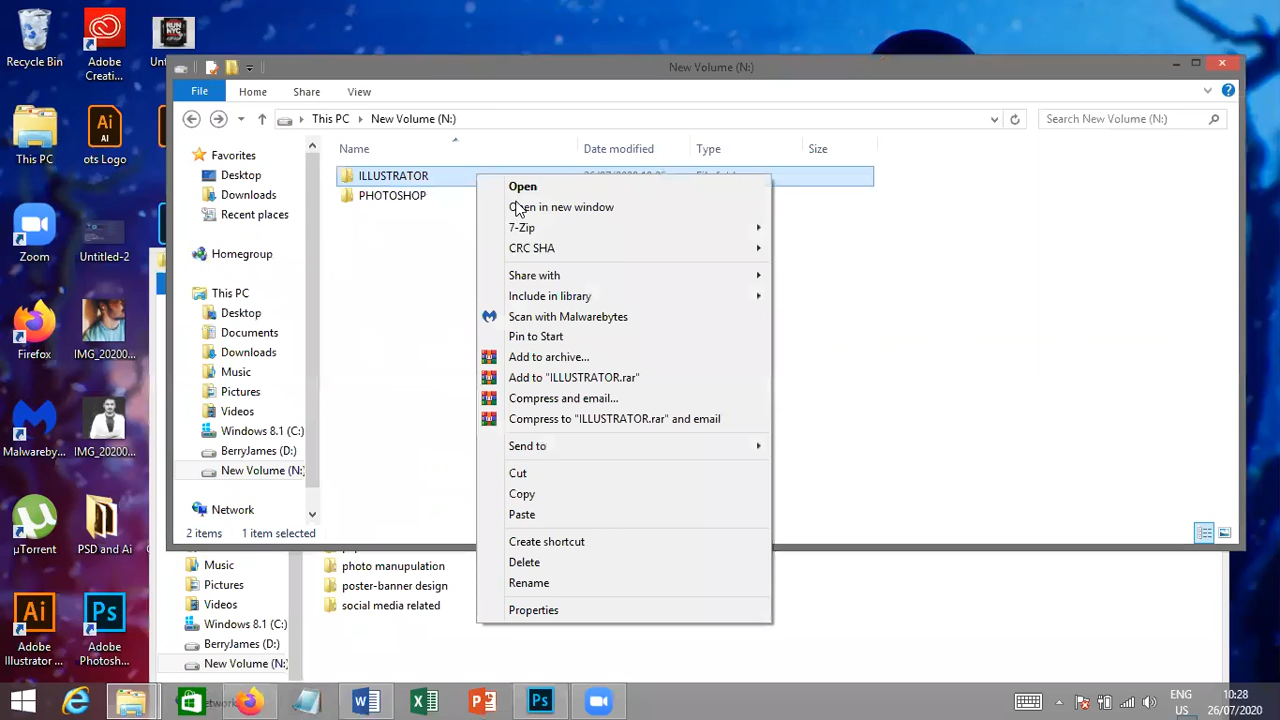 Recycle Bin
Adobe
Creati...
RUN
NYC
Unt
This PC
Ai
AI
ots Logo
Zoom
Untitled-2
Firefox
IMG_20200...
Malwareby...
IMG_20200...
µTorrent
PSD and Ai
Ai
Adobe
Illustrator ...
Ps
Adobe
Photosh...
New Volume (N:)
File
Home
Share
View
This PC
New Volume (N:)
Search New Volume (N:)
Name
Date modified
Type
Size
ILLUSTRATOR
PHOTOSHOP
Favorites
Desktop
Downloads
Recent places
Homegroup
This PC
Desktop
Documents
Downloads
Music
Pictures
Videos
Windows 8.1 (C:)
BerryJames (D:)
New Volume (N:)
Network
2 items
1 item selected
Open
Open in new window
7-Zip
CRC SHA
Share with
Include in library
Scan with Malwarebytes
Pin to Start
Add to archive...
Add to "ILLUSTRATOR.rar"
Compress and email...
Compress to "ILLUSTRATOR.rar" and email
Send to
Cut
Copy
Paste
Create shortcut
Delete
Rename
Properties
Music
Pictures
Videos
Windows 8.1 (C:)
BerryJames (D:)
New Volume (N:)
photo manupulation
poster-banner design
social media related
Network
Ps
ENG
US
10:28
26/07/2020